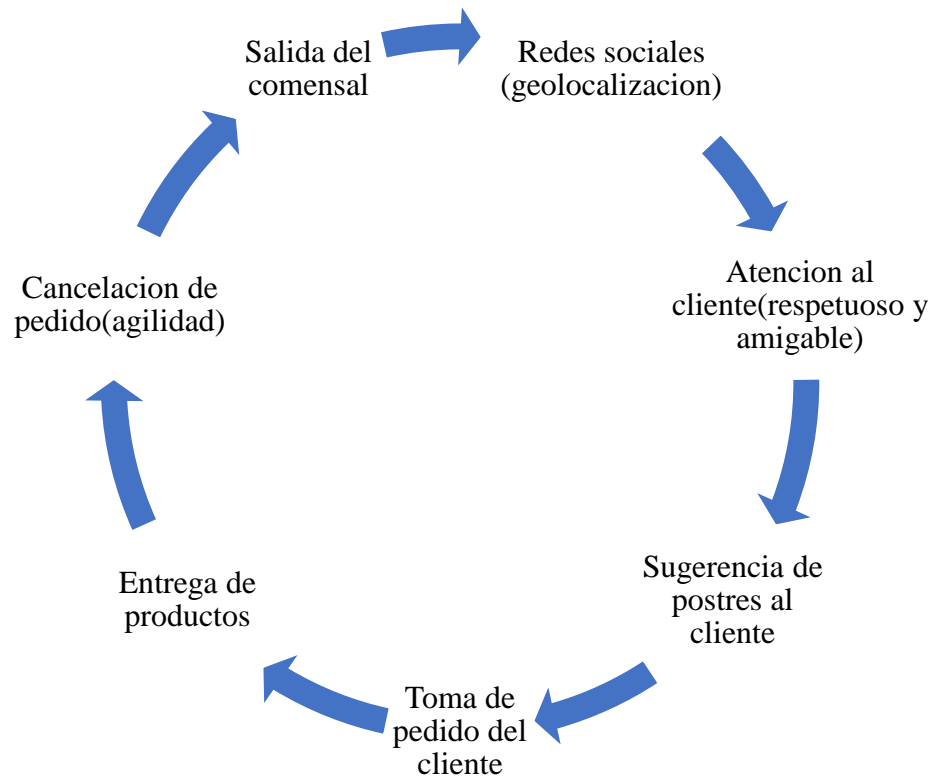 Salida del
comensal
Redes sociales
(geolocalizacion)
Atencion al
cliente(respetuoso y
amigable)
Sugerencia de
postres al
cliente
Toma de
pedido del
cliente
Entrega de
productos
Cancelacion de
pedido(agilidad)